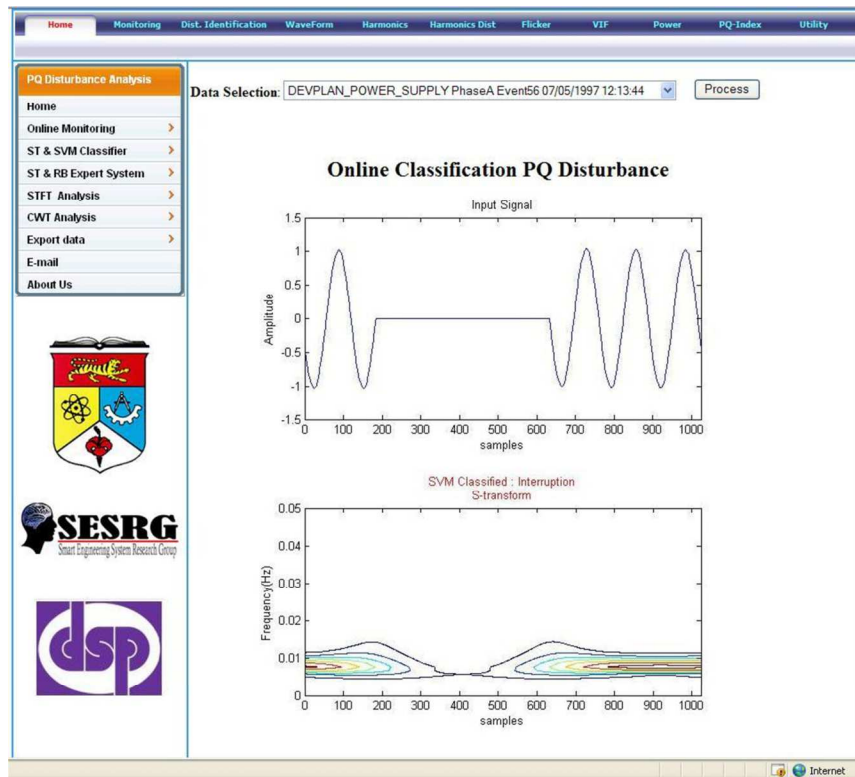 Home Monitoring Dist. Identification WaveForm Harmonics Harmonics Dist Flicker VIF Power PQ-Index Utility
PQ Disturbance Analysis
Home
Online Monitoring
ST & SVM Classifier
ST & RB Expert System
STFT Analysis
CWT Analysis
Export data
E-mail
About Us
SESRG
Smart Engineering System Research Group
dsp
Data Selection: DEVPLAN_POWER_SUPPLY PhaseA Event56 07/05/1997 12:13:44 Process
Online Classification PQ Disturbance
Input Signal
1.5
1
0.5
0
-0.5
-1
-1.5
Amplitude
0 100 200 300 400 500 600 700 800 900 1000
samples
SVM Classified : Interruption
S-transform
0.05
0.04
0.03
0.02
0.01
0
Frequency(Hz)
0 100 200 300 400 500 600 700 800 900 1000
samples
Internet